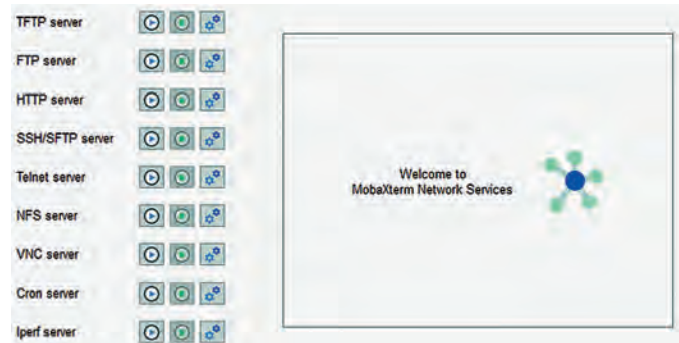 TFTP server
FTP server
HTTP server
SSH/SFTP server
Telnet server
NFS server
VNC server
Cron server
Iperf server
Welcome to
MobaXterm Network Services